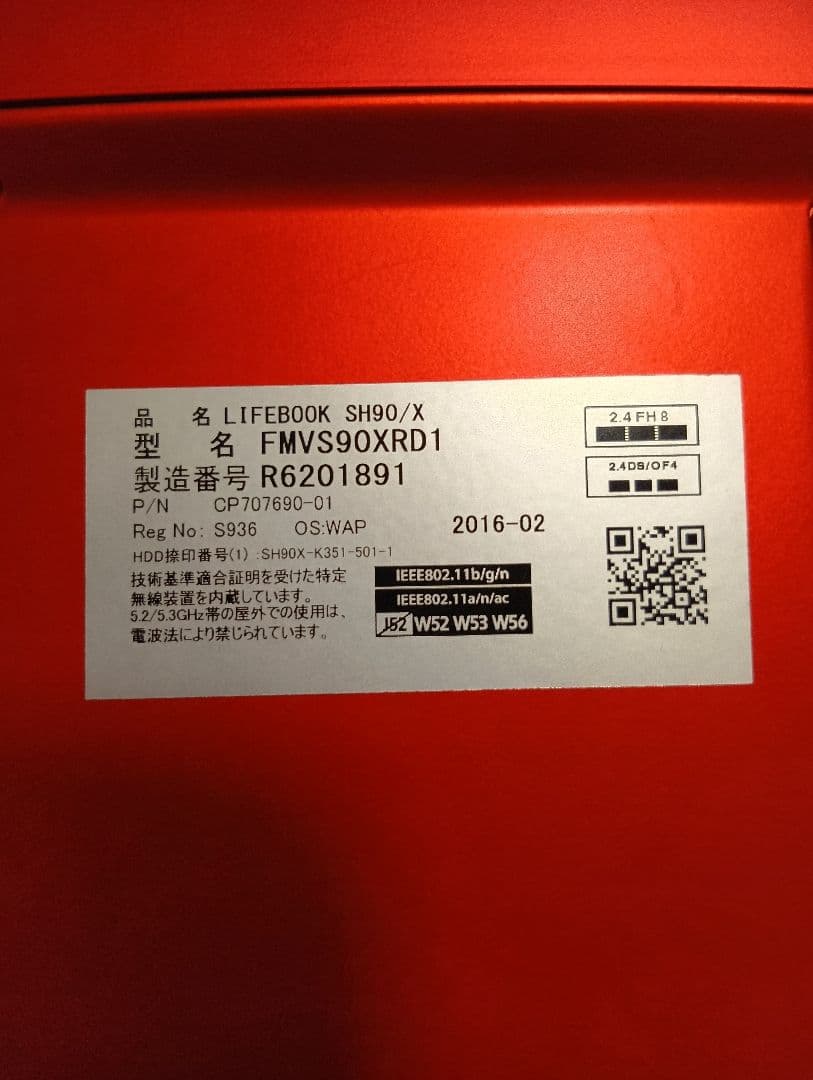 品 名 LIFEBOOK SH90/X
型 名 FMVS90XRD1
製造番号 R6201891
P/N CP707690-01
Reg No: S936 OS:WAP 2016-02
HDD捺印番号(1) :SH90X-K351-501-1
技術基準適合証明を受けた特定
無線装置を内蔵しています。
5.2/5.3GHz帯の屋外での使用は、
電波法により禁じられています。
IEEE802.11b/g/n
IEEE802.11a/n/ac
J52 W52 W53 W56
2.4FH8
2.4DS/OF4